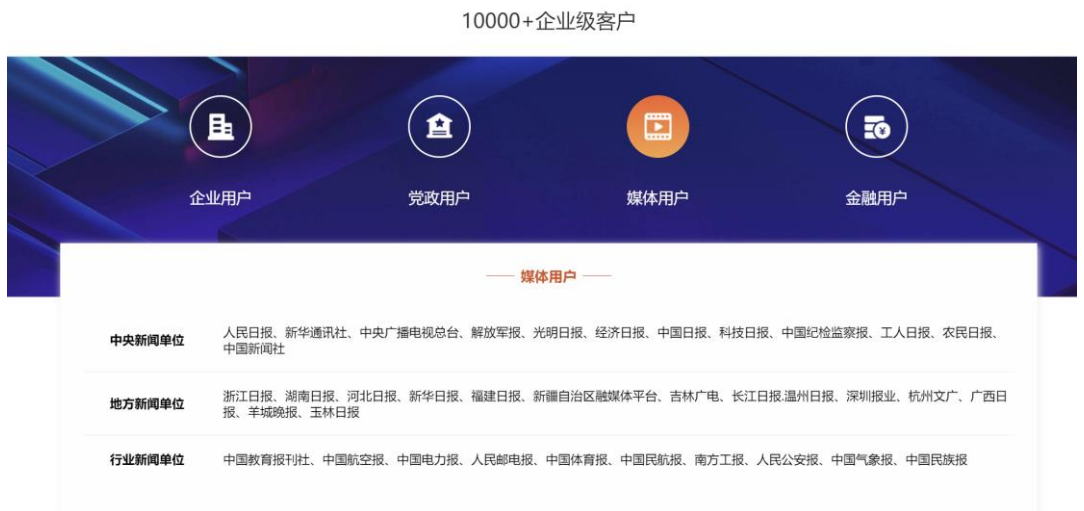 10000+企业级客户
企业用户
党政用户
媒体用户
金融用户
媒体用户
中央新闻单位
人民日报、新华通讯社、中央广播电视总台、解放军报、光明日报、经济日报、中国日报、科技日报、中国纪检监察报、工人日报、农民日报、
中国新闻社
地方新闻单位
浙江日报、湖南日报、河北日报、新华日报、福建日报、新疆自治区融媒体平台、吉林广电、长江日报.温州日报、深圳报业、杭州文广、广西日
报、羊城晚报、玉林日报
行业新闻单位
中国教育报刊社、中国航空报、中国电力报、人民邮电报、中国体育报、中国民航报、南方工报、人民公安报、中国气象报、中国民族报